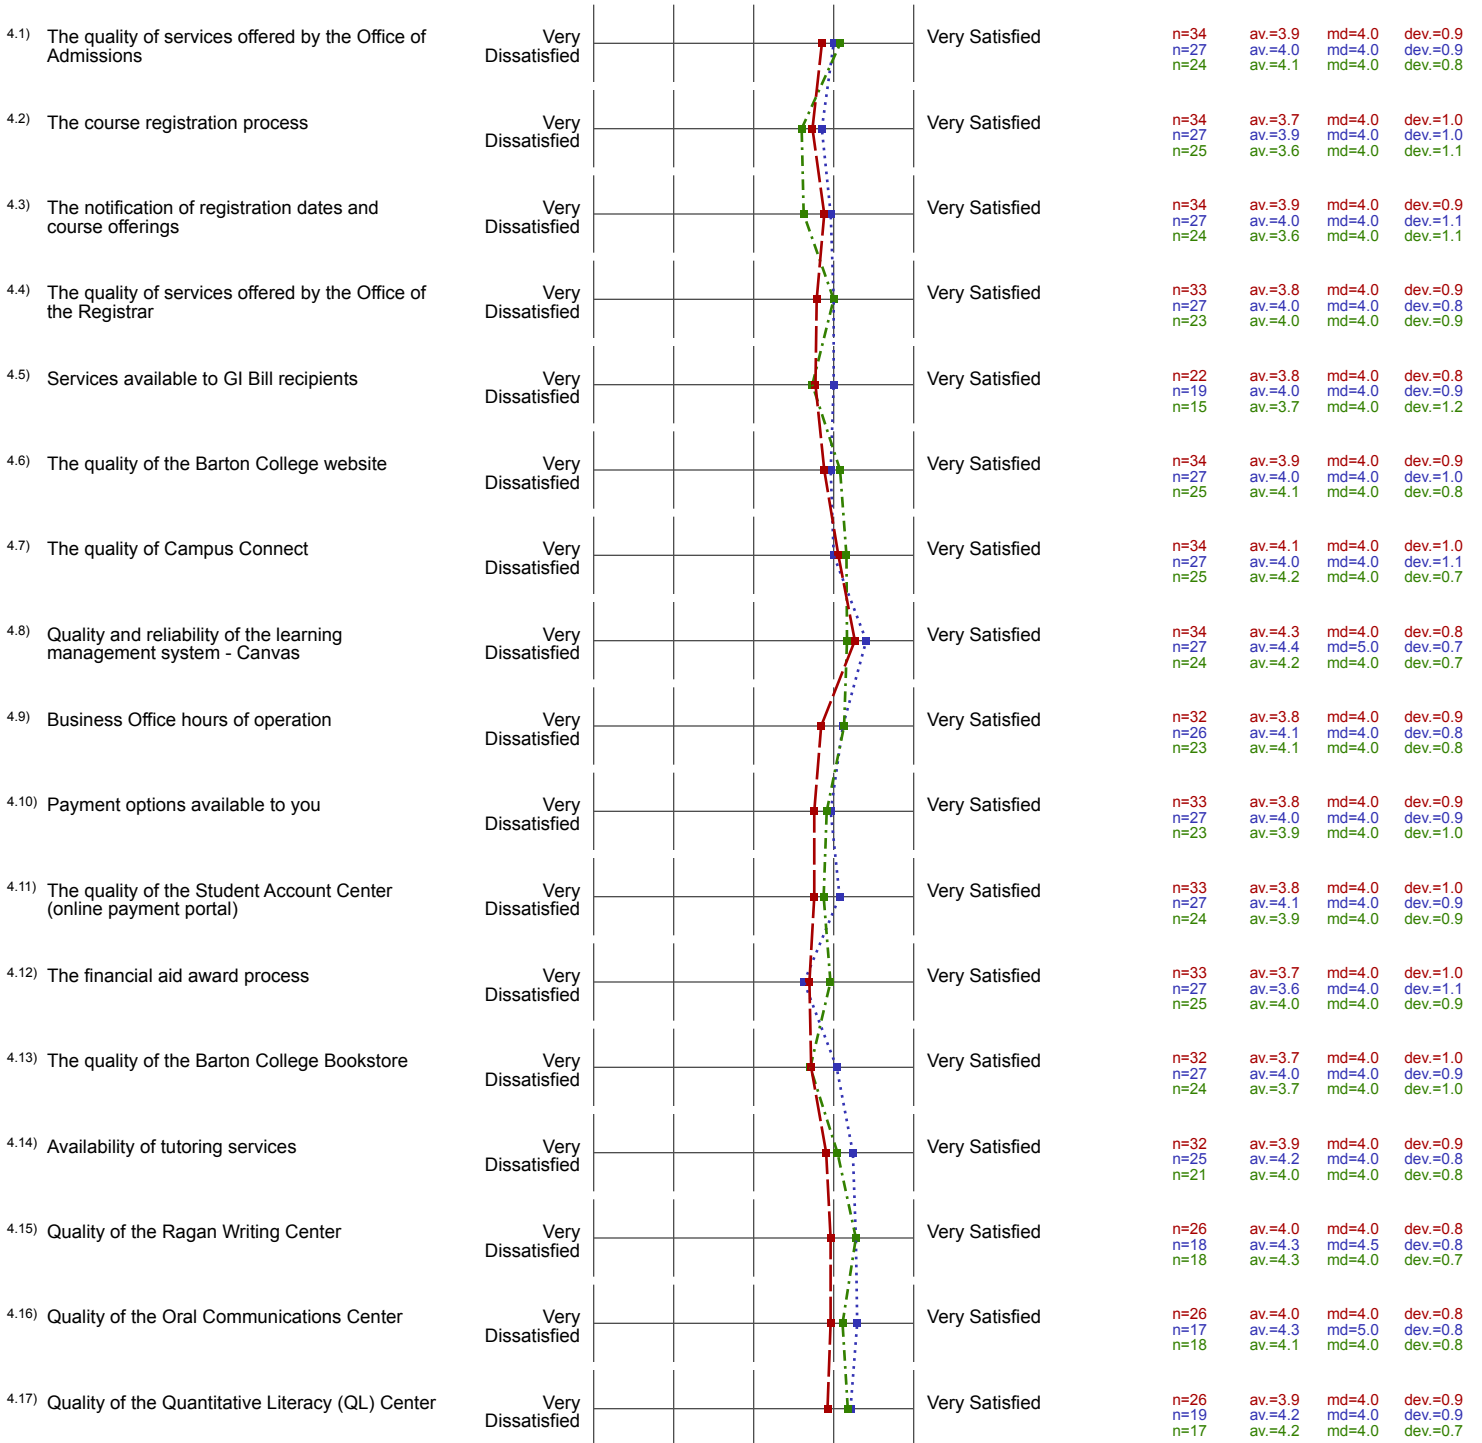 4.1) The quality of services offered by the Office of
Admissions
Very
Dissatisfied
Very Satisfied
n=34 av.=3.9 md=4.0 dev.=0.9
n=27 av.=4.0 md=4.0 dev.=0.9
n=24 av.=4.1 md=4.0 dev.=0.8
4.2) The course registration process
Very
Dissatisfied
Very Satisfied
n=34 av.=3.7 md=4.0 dev.=1.0
n=27 av.=3.9 md=4.0 dev.=1.0
n=25 av.=3.6 md=4.0 dev.=1.1
4.3) The notification of registration dates and
course offerings
Very
Dissatisfied
Very Satisfied
n=34 av.=3.9 md=4.0 dev.=0.9
n=27 av.=4.0 md=4.0 dev.=1.1
n=24 av.=3.6 md=4.0 dev.=1.1
4.4) The quality of services offered by the Office of
the Registrar
Very
Dissatisfied
Very Satisfied
n=33 av.=3.8 md=4.0 dev.=0.9
n=27 av.=4.0 md=4.0 dev.=0.8
n=23 av.=4.0 md=4.0 dev.=0.9
4.5) Services available to GI Bill recipients
Very
Dissatisfied
Very Satisfied
n=22 av.=3.8 md=4.0 dev.=0.8
n=19 av.=4.0 md=4.0 dev.=0.9
n=15 av.=3.7 md=4.0 dev.=1.2
4.6) The quality of the Barton College website
Very
Dissatisfied
Very Satisfied
n=34 av.=3.9 md=4.0 dev.=0.9
n=27 av.=4.0 md=4.0 dev.=1.0
n=25 av.=4.1 md=4.0 dev.=0.8
4.7) The quality of Campus Connect
Very
Dissatisfied
Very Satisfied
n=34 av.=4.1 md=4.0 dev.=1.0
n=27 av.=4.0 md=4.0 dev.=1.1
n=25 av.=4.2 md=4.0 dev.=0.7
4.8) Quality and reliability of the learning
management system - Canvas
Very
Dissatisfied
Very Satisfied
n=34 av.=4.3 md=4.0 dev.=0.8
n=27 av.=4.4 md=5.0 dev.=0.7
n=24 av.=4.2 md=4.0 dev.=0.7
4.9) Business Office hours of operation
Very
Dissatisfied
Very Satisfied
n=32 av.=3.8 md=4.0 dev.=0.9
n=26 av.=4.1 md=4.0 dev.=0.8
n=23 av.=4.1 md=4.0 dev.=0.8
4.10) Payment options available to you
Very
Dissatisfied
Very Satisfied
n=33 av.=3.8 md=4.0 dev.=0.9
n=27 av.=4.0 md=4.0 dev.=0.9
n=23 av.=3.9 md=4.0 dev.=1.0
4.11) The quality of the Student Account Center
(online payment portal)
Very
Dissatisfied
Very Satisfied
n=33 av.=3.8 md=4.0 dev.=1.0
n=27 av.=4.1 md=4.0 dev.=0.9
n=24 av.=3.9 md=4.0 dev.=0.9
4.12) The financial aid award process
Very
Dissatisfied
Very Satisfied
n=33 av.=3.7 md=4.0 dev.=1.0
n=27 av.=3.6 md=4.0 dev.=1.1
n=25 av.=4.0 md=4.0 dev.=0.9
4.13) The quality of the Barton College Bookstore
Very
Dissatisfied
Very Satisfied
n=32 av.=3.7 md=4.0 dev.=1.0
n=27 av.=4.0 md=4.0 dev.=0.9
n=24 av.=3.7 md=4.0 dev.=1.0
4.14) Availability of tutoring services
Very
Dissatisfied
Very Satisfied
n=32 av.=3.9 md=4.0 dev.=0.9
n=25 av.=4.2 md=4.0 dev.=0.8
n=21 av.=4.0 md=4.0 dev.=0.8
4.15) Quality of the Ragan Writing Center
Very
Dissatisfied
Very Satisfied
n=26 av.=4.0 md=4.0 dev.=0.8
n=18 av.=4.3 md=4.5 dev.=0.8
n=18 av.=4.3 md=4.0 dev.=0.7
4.16) Quality of the Oral Communications Center
Very
Dissatisfied
Very Satisfied
n=26 av.=4.0 md=4.0 dev.=0.8
n=17 av.=4.3 md=5.0 dev.=0.8
n=18 av.=4.1 md=4.0 dev.=0.8
4.17) Quality of the Quantitative Literacy (QL) Center
Very
Dissatisfied
Very Satisfied
n=26 av.=3.9 md=4.0 dev.=0.9
n=19 av.=4.2 md=4.0 dev.=0.9
n=17 av.=4.2 md=4.0 dev.=0.7